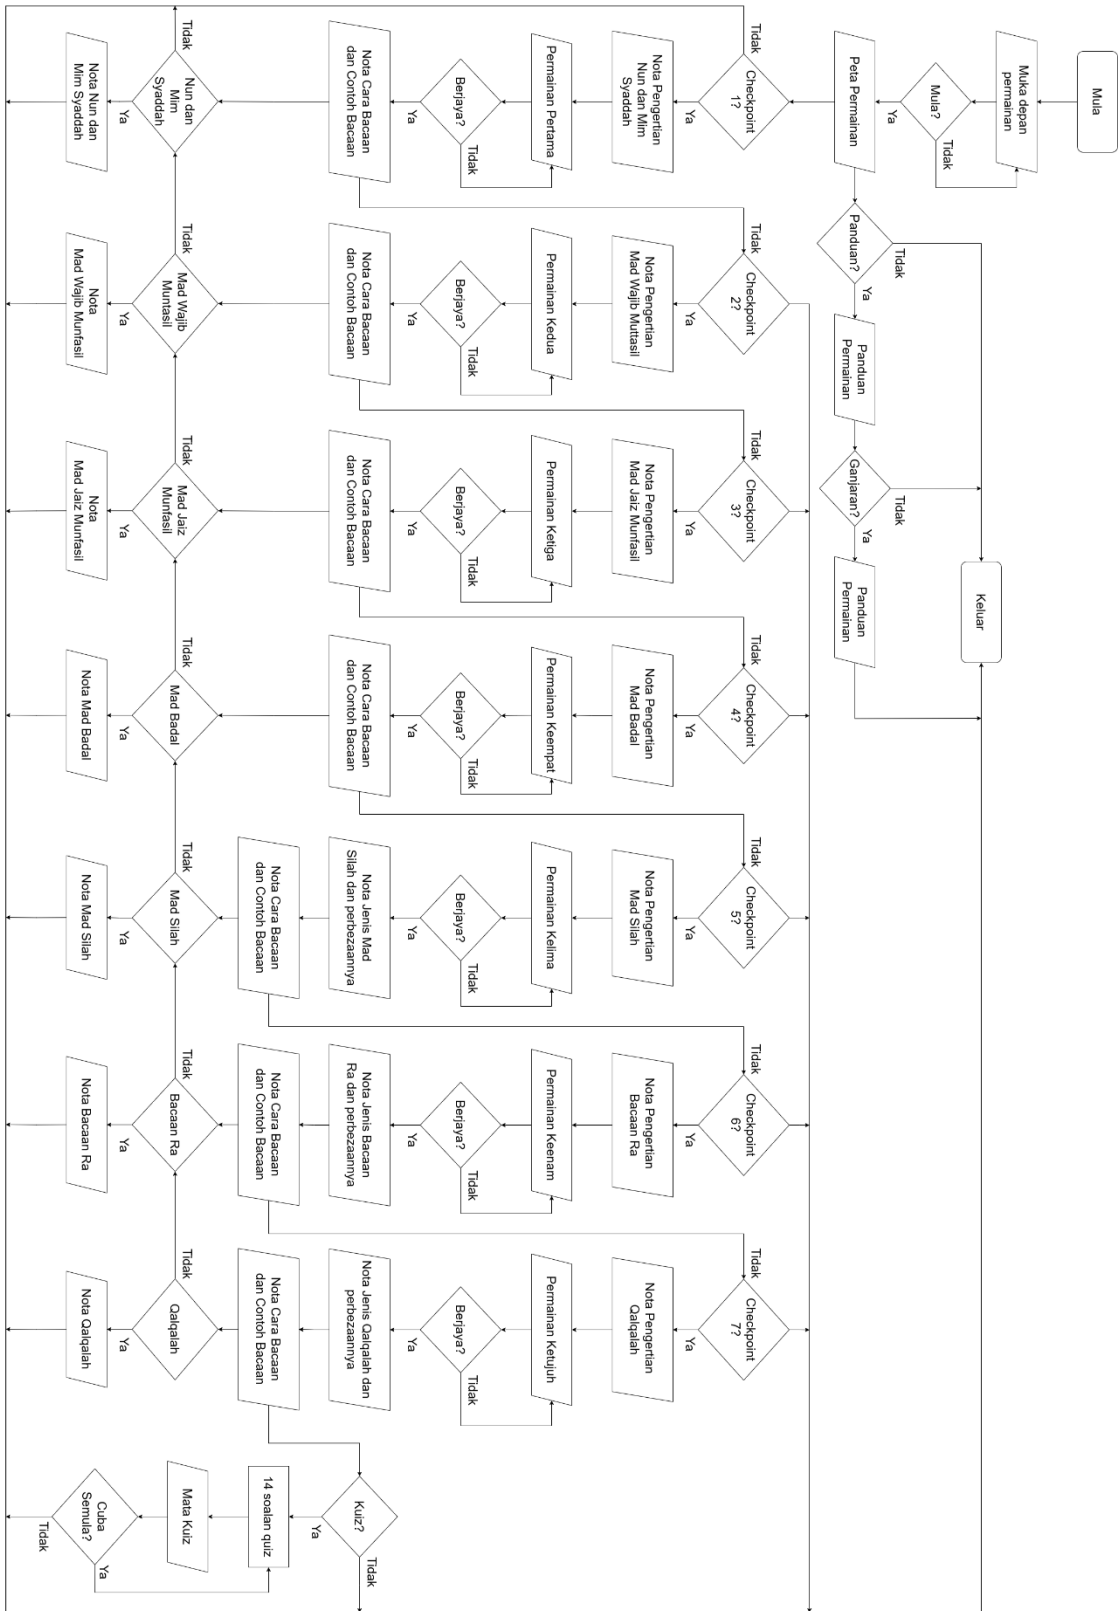 Mula
Muka depan
permainan
Mula?
Tidak
Ya
Peta Permainan
Panduan?
Tidak
Ya
Panduan
Permainan
Ganjaran?
Tidak
Ya
Panduan
Permainan
Keluar
Tidak
Checkpoint
1?
Ya
Nota Pengertian
Nun dan Mim
Syaddah
Permainan Pertama
Berjaya?
Tidak
Ya
Nota Cara Bacaan
dan Contoh Bacaan
Tidak
Nun dan
Mim
Syaddah
Ya
Nota Nun dan
Mim Syaddah
Tidak
Checkpoint
2?
Ya
Nota Pengertian
Mad Wajib Muttasil
Permainan Kedua
Berjaya?
Tidak
Ya
Nota Cara Bacaan
dan Contoh Bacaan
Tidak
Mad Wajib
Muntasil
Ya
Nota
Mad Wajib Munfasil
Tidak
Checkpoint
3?
Ya
Nota Pengertian
Mad Jaiz Munfasil
Permainan Ketiga
Berjaya?
Tidak
Ya
Nota Cara Bacaan
dan Contoh Bacaan
Tidak
Mad Jaiz
Munfasil
Ya
Nota
Mad Jaiz Munfasil
Tidak
Checkpoint
4?
Ya
Nota Pengertian
Mad Badal
Permainan Keempat
Berjaya?
Tidak
Ya
Nota Cara Bacaan
dan Contoh Bacaan
Tidak
Mad Badal
Ya
Nota Mad Badal
Tidak
Checkpoint
5?
Ya
Nota Pengertian
Mad Silah
Permainan Kelima
Berjaya?
Tidak
Ya
Nota Jenis Mad
Silah dan perbezaannya
Nota Cara Bacaan
dan Contoh Bacaan
Tidak
Mad Silah
Ya
Nota Mad Silah
Tidak
Checkpoint
6?
Ya
Nota Pengertian
Bacaan Ra
Permainan Keenam
Berjaya?
Tidak
Ya
Nota Jenis Bacaan
Ra dan perbezaannya
Nota Cara Bacaan
dan Contoh Bacaan
Tidak
Bacaan Ra
Ya
Nota Bacaan Ra
Tidak
Checkpoint
7?
Ya
Nota Pengertian
Qalqalah
Permainan Ketujuh
Berjaya?
Tidak
Ya
Nota Jenis Qalqalah dan
perbezaannya
Nota Cara Bacaan
dan Contoh Bacaan
Tidak
Qalqalah
Ya
Nota Qalqalah
Kuiz?
Tidak
Ya
14 soalan quiz
Mata Kuiz
Cuba
Semula?
Ya
Tidak